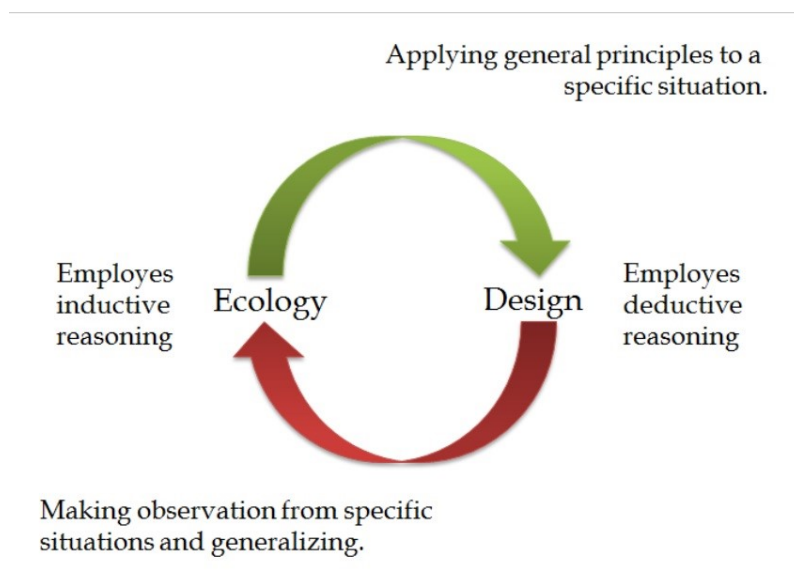 Applying general principles to a
specific situation.
Employes
inductive
reasoning
Ecology
Design
Employes
deductive
reasoning
Making observation from specific
situations and generalizing.